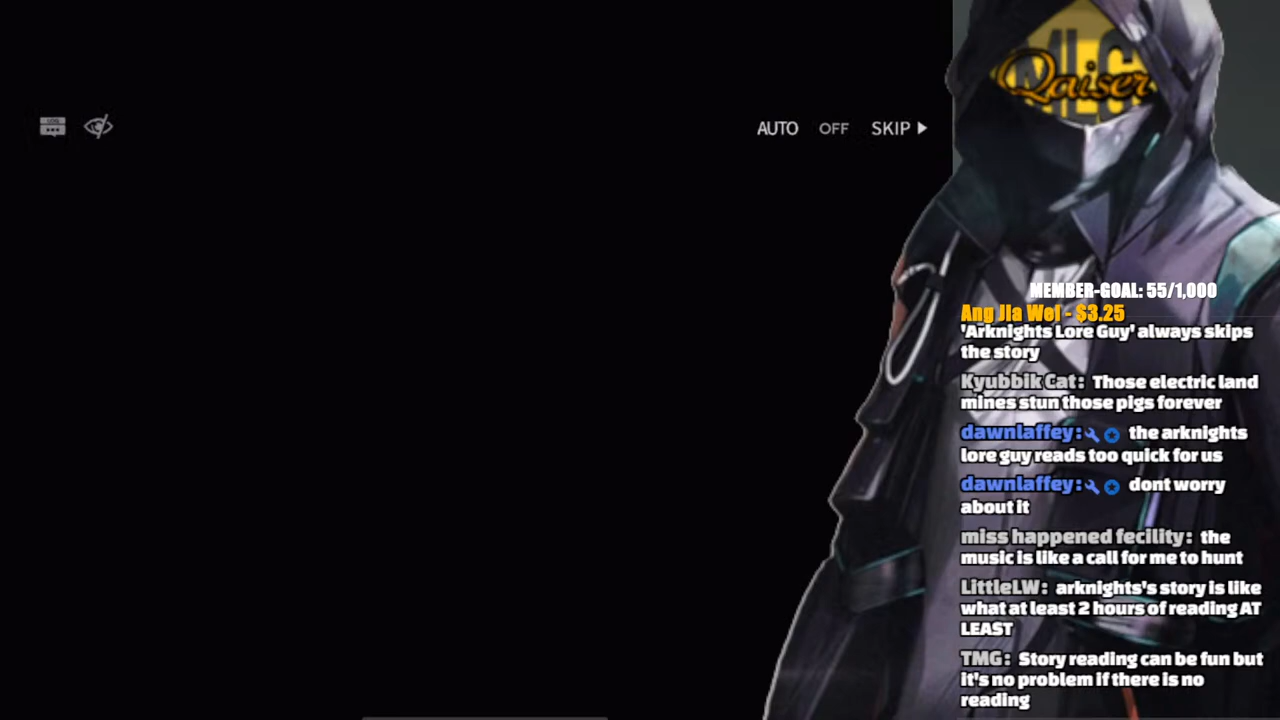 LOG
AUTO OFF SKIP
MLC
Qaiser
MEMBER-GOAL: 55/1,000
Ang Jia Wei - $3.25
'Arknights Lore Guy' always skips
the story
Kyubbik Cat: Those electric land
mines stun those pigs forever
dawnlaffey: the arknights
lore guy reads too quick for us
dawnlaffey: dont worry
about it
miss happened fecility: the
music is like a call for me to hunt
LittleLW: arknights's story is like
what at least 2 hours of reading AT
LEAST
TMG: Story reading can be fun but
it's no problem if there is no
reading